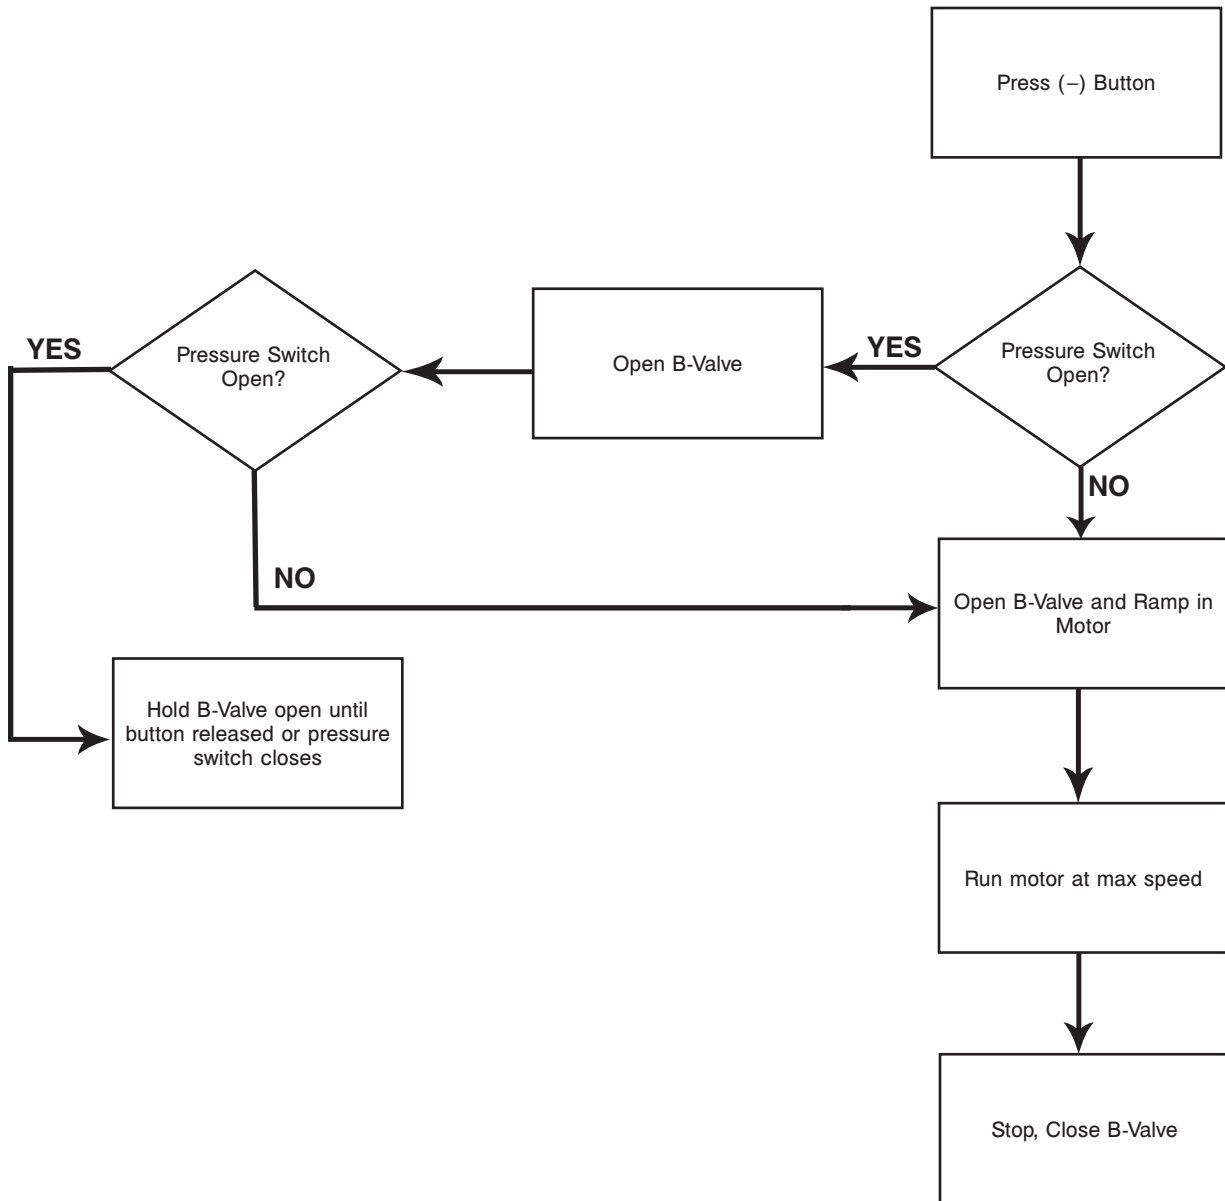 Press (–) Button
YES
Pressure Switch
Open?
Open B-Valve
YES
Pressure Switch
Open?
NO
NO
Open B-Valve and Ramp in
Motor
Hold B-Valve open until
button released or pressure
switch closes
Run motor at max speed
Stop, Close B-Valve